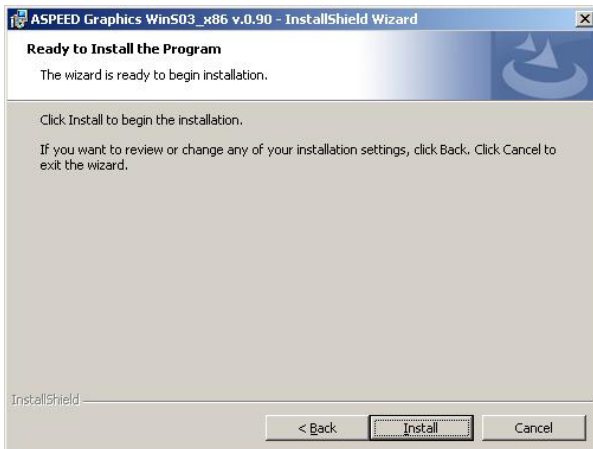 ASPEED Graphics WinS03_x86 v.0.90 - InstallShield Wizard
Ready to Install the Program
The wizard is ready to begin installation.
Click Install to begin the installation.
If you want to review or change any of your installation settings, click Back. Click Cancel to
exit the wizard.
InstallShield
< Back
Install
Cancel